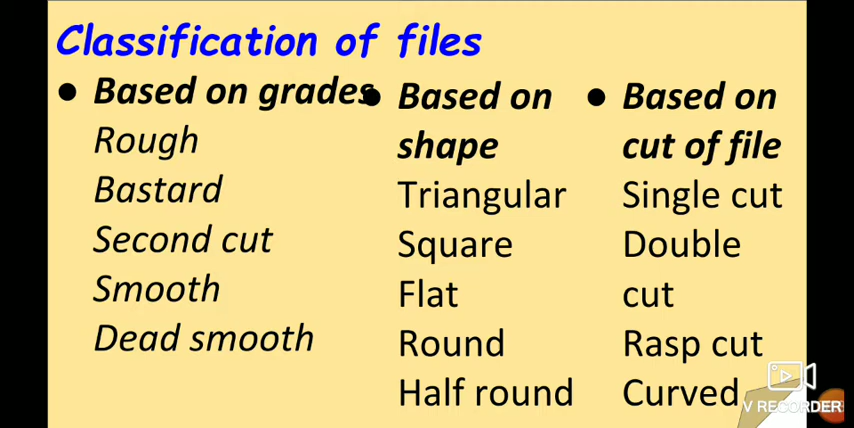 Classification of files
● Based on grades
Rough
Bastard
Second cut
Smooth
Dead smooth
● Based on
shape
Triangular
Square
Flat
Round
Half round
● Based on
cut of file
Single cut
Double
cut
Rasp cut
Curved
V RECORDER